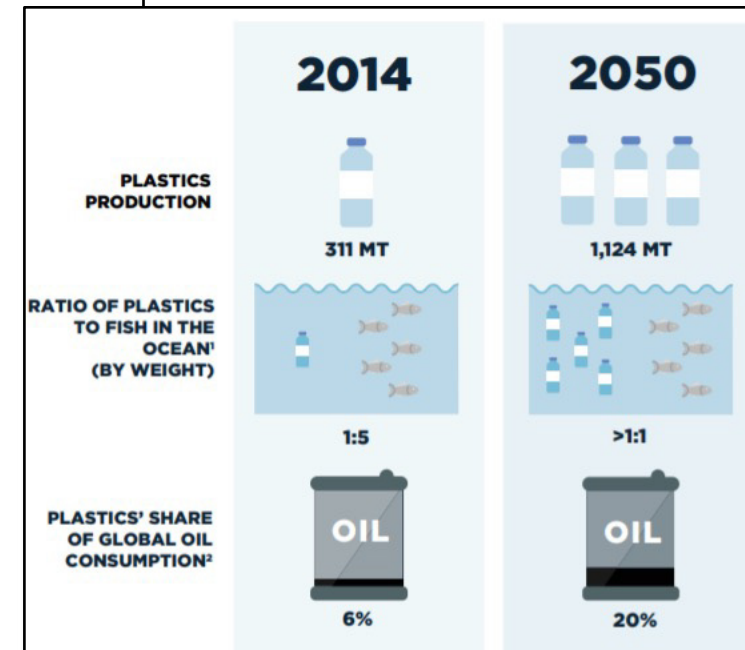 2014
2050
PLASTICS
PRODUCTION
311 MT
1,124 MT
RATIO OF PLASTICS
TO FISH IN THE
OCEAN¹
(BY WEIGHT)
1:5
>1:1
PLASTICS' SHARE
OF GLOBAL OIL
CONSUMPTION²
OIL
OIL
6%
20%